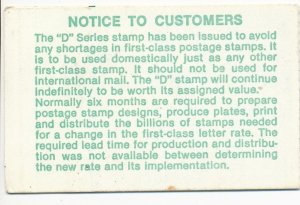 NOTICE TO CUSTOMERS
The "D" Series stamp has been issued to avoid
any shortages in first-class postage stamps. It
is to be used domestically just as any other
first-class stamp. It should not be used for
international mail. The "D" stamp will continue
indefinitely to be worth its assigned value.
Normally six months are required to prepare
postage stamp designs, produce plates, print
and distribute the billions of stamps needed
for a change in the first-class letter rate. The
required lead time for production and distribu-
tion was not available between determining
the new rate and its implementation.